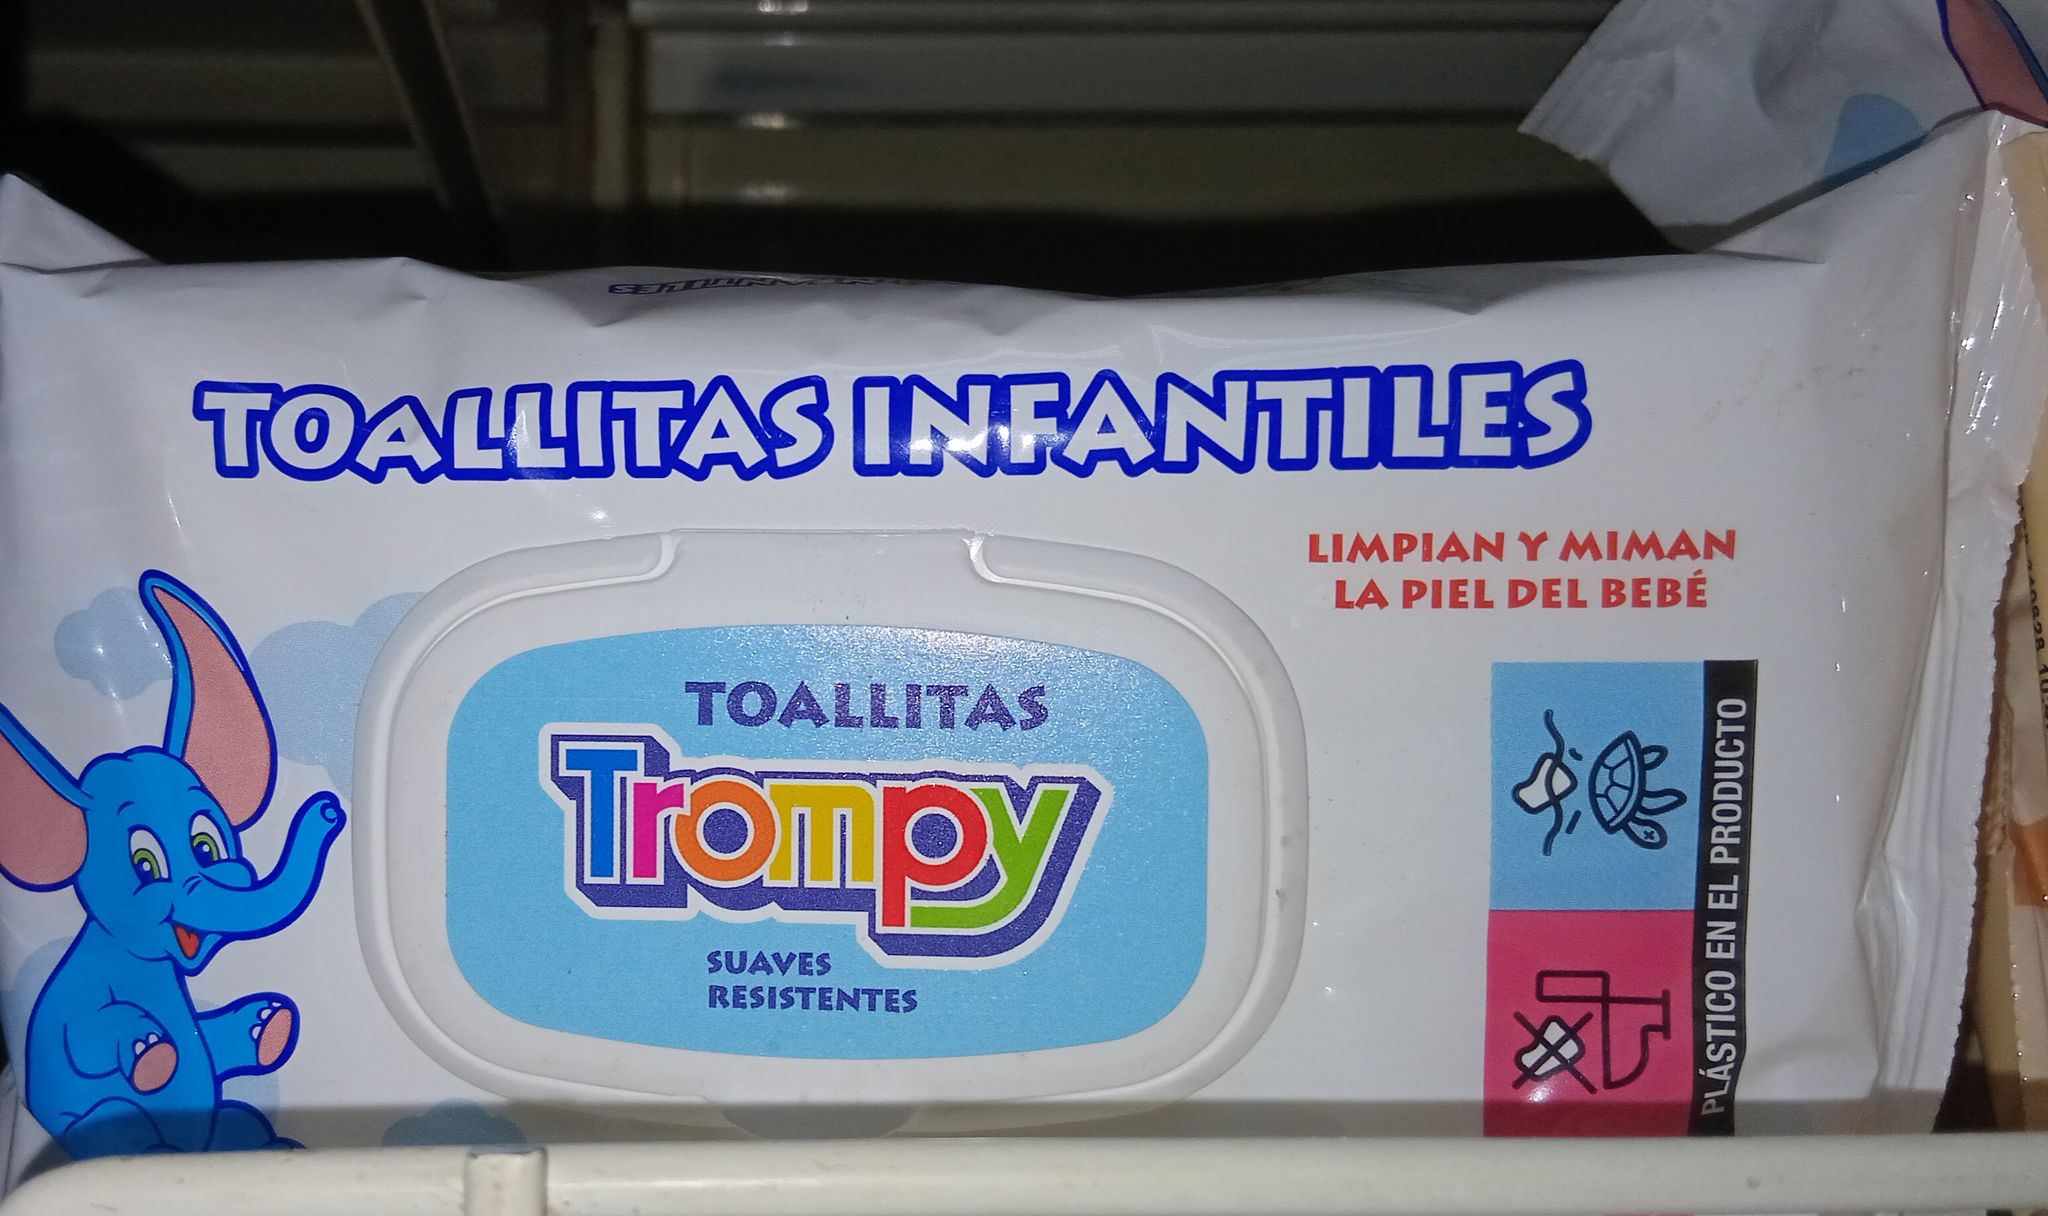 TOALLITAS INFANTILES
LIMPIAN Y MIMAN
LA PIEL DEL BEBÉ
TOALLITAS
Trompy
SUAVES
RESISTENTES
PLÁSTICO EN EL PRODUCTO